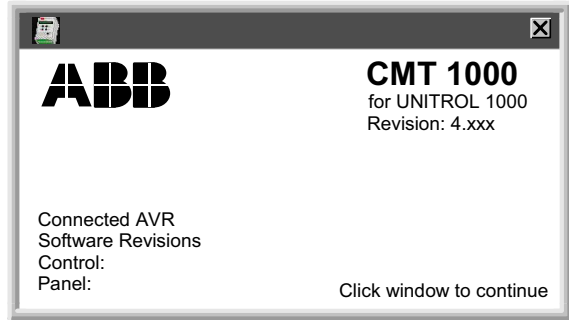 ABB
CMT 1000
for UNITROL 1000
Revision: 4.xxx
Connected AVR
Software Revisions
Control:
Panel:
Click window to continue